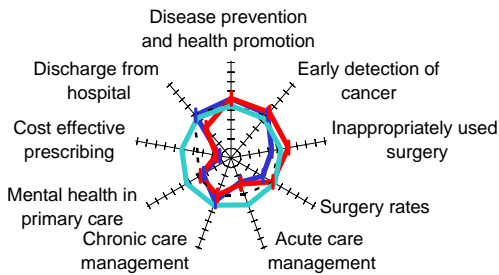 Disease prevention
and health promotion
Early detection of
cancer
Inappropriately used
surgery
Surgery rates
Acute care
management
Chronic care
management
Mental health in
primary care
Cost effective
prescribing
Discharge from
hospital